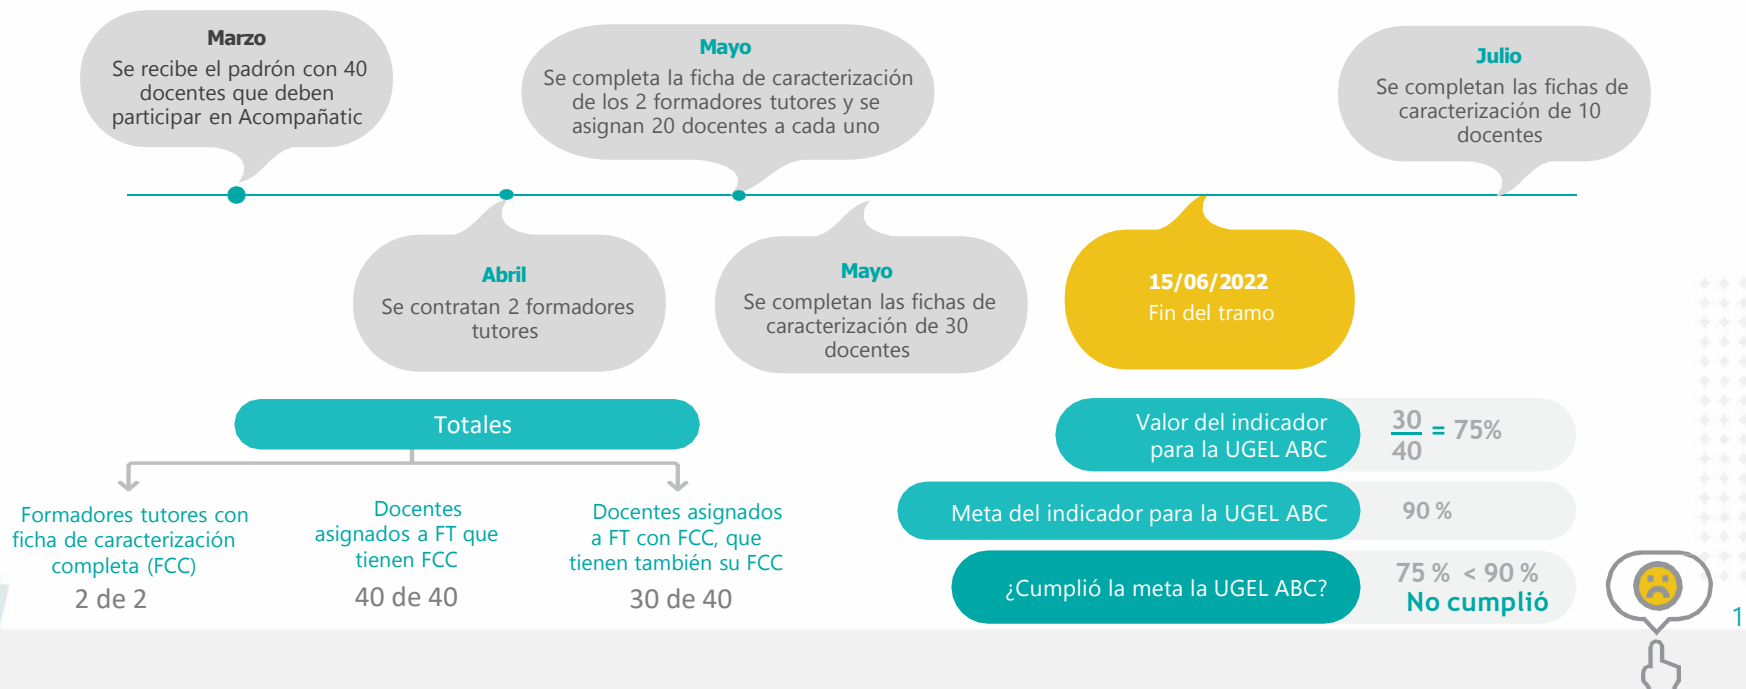 Marzo
Se recibe el padrón con 40
docentes que deben
participar en Acompañatic
Mayo
Se completa la ficha de caracterización
de los 2 formadores tutores y se
asignan 20 docentes a cada uno
Julio
Se completan las fichas de
caracterización de 10
docentes
Abril
Se contratan 2 formadores
tutores
Mayo
Se completan las fichas de
caracterización de 30
docentes
15/06/2022
Fin del tramo
Totales
Formadores tutores con
ficha de caracterización
completa (FCC)
2 de 2
Docentes
asignados a FT que
tienen FCC
40 de 40
Docentes asignados
a FT con FCC, que
tienen también su FCC
30 de 40
Valor del indicador
para la UGEL ABC
30
40
= 75%
Meta del indicador para la UGEL ABC
90 %
¿Cumplió la meta la UGEL ABC?
75 % < 90 %
No cumplió
1